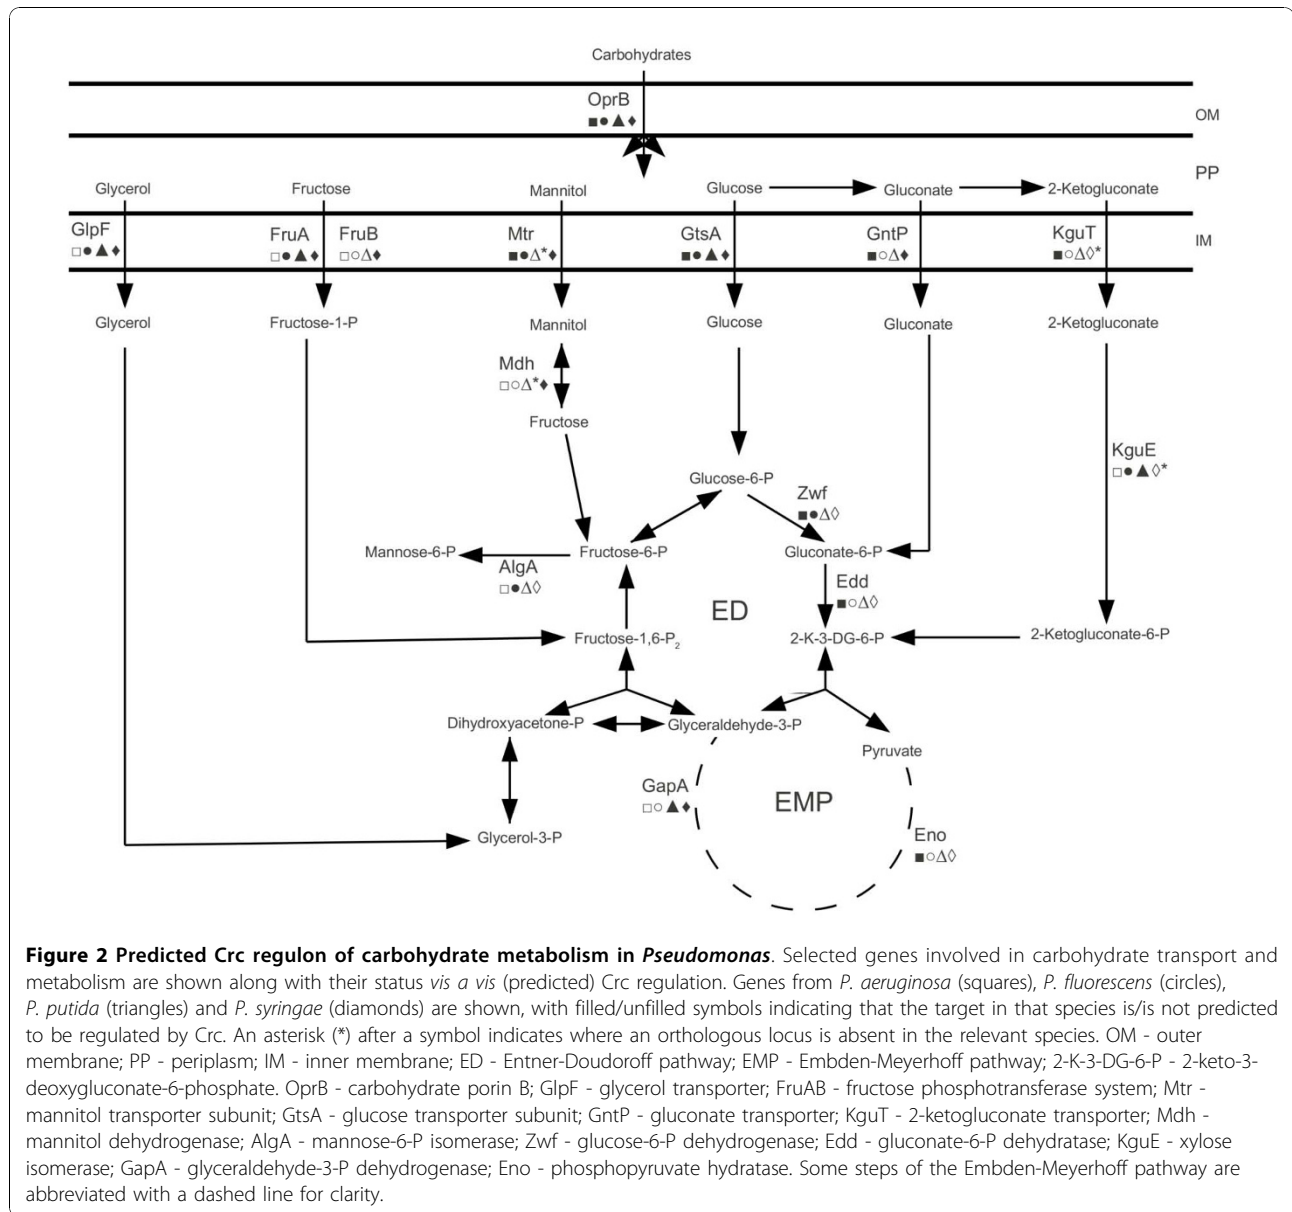 Carbohydrates
OprB
■●▲♦
OM
PP
Glycerol
Fructose
Mannitol
Glucose
Gluconate
2-Ketogluconate
GlpF
□●▲♦
FruA
□●▲♦
FruB
□○Δ♦
Mtr
■●Δ*♦
GtsA
■●▲♦
GntP
■○Δ♦
KguT
■○Δ◊*
IM
Glycerol
Fructose-1-P
Mannitol
Glucose
Gluconate
2-Ketogluconate
Mdh
□○Δ*♦
Fructose
KguE
□●▲◊*
Glucose-6-P
Zwf
■●Δ◊
Mannose-6-P
Fructose-6-P
Gluconate-6-P
AlgA
□●Δ◊
Edd
■○Δ◊
ED
Fructose-1,6-P2
2-K-3-DG-6-P
2-Ketogluconate-6-P
Dihydroxyacetone-P
Glyceraldehyde-3-P
Pyruvate
GapA
□○▲♦
EMP
Glycerol-3-P
Eno
■○Δ◊
Figure 2 Predicted Crc regulon of carbohydrate metabolism in Pseudomonas. Selected genes involved in carbohydrate transport and
metabolism are shown along with their status vis a vis (predicted) Crc regulation. Genes from P. aeruginosa (squares), P. fluorescens (circles),
P. putida (triangles) and P. syringae (diamonds) are shown, with filled/unfilled symbols indicating that the target in that species is/is not predicted
to be regulated by Crc. An asterisk (*) after a symbol indicates where an orthologous locus is absent in the relevant species. OM - outer
membrane; PP - periplasm; IM - inner membrane; ED - Entner-Doudoroff pathway; EMP - Embden-Meyerhoff pathway; 2-K-3-DG-6-P - 2-keto-3-
deoxygluconate-6-phosphate. OprB - carbohydrate porin B; GlpF - glycerol transporter; FruAB - fructose phosphotransferase system; Mtr -
mannitol transporter subunit; GtsA - glucose transporter subunit; GntP - gluconate transporter; KguT - 2-ketogluconate transporter; Mdh -
mannitol dehydrogenase; AlgA - mannose-6-P isomerase; Zwf - glucose-6-P dehydrogenase; Edd - gluconate-6-P dehydratase; KguE - xylose
isomerase; GapA - glyceraldehyde-3-P dehydrogenase; Eno - phosphopyruvate hydratase. Some steps of the Embden-Meyerhoff pathway are
abbreviated with a dashed line for clarity.